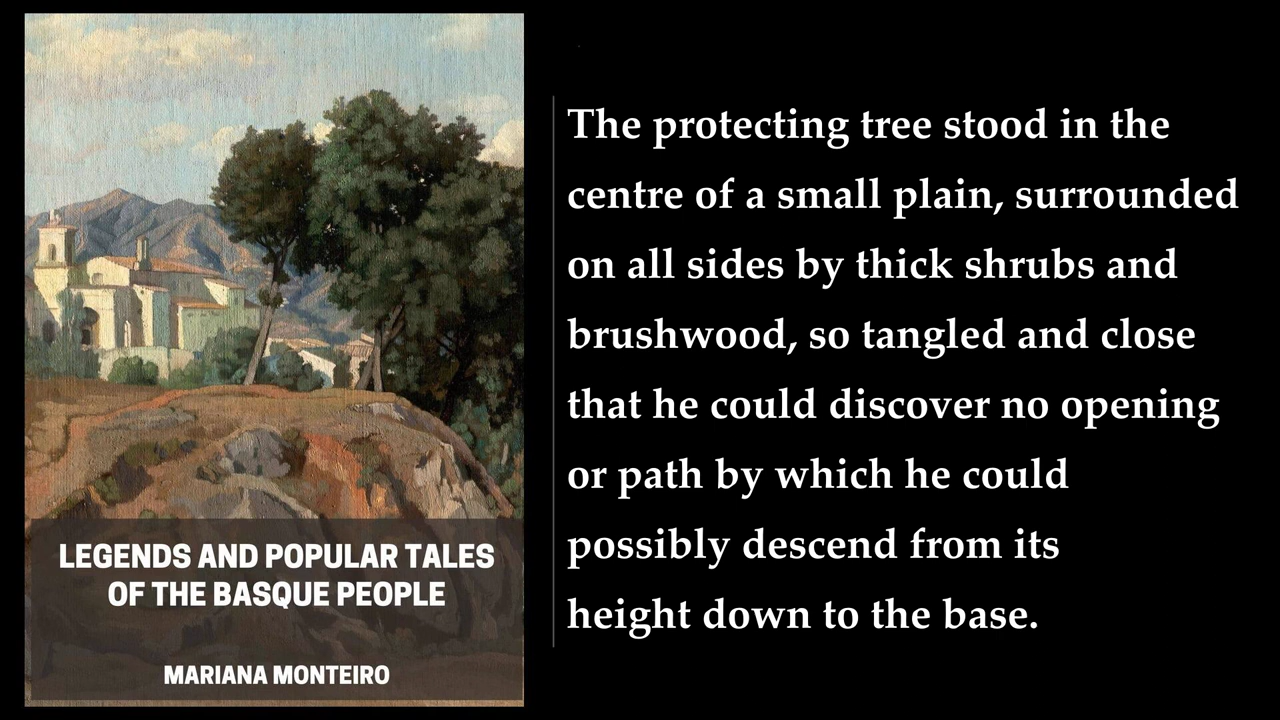 LEGENDS AND POPULAR TALES
OF THE BASQUE PEOPLE
MARIANA MONTEIRO
The protecting tree stood in the
centre of a small plain, surrounded
on all sides by thick shrubs and
brushwood, so tangled and close
that he could discover no opening
or path by which he could
possibly descend from its
height down to the base.